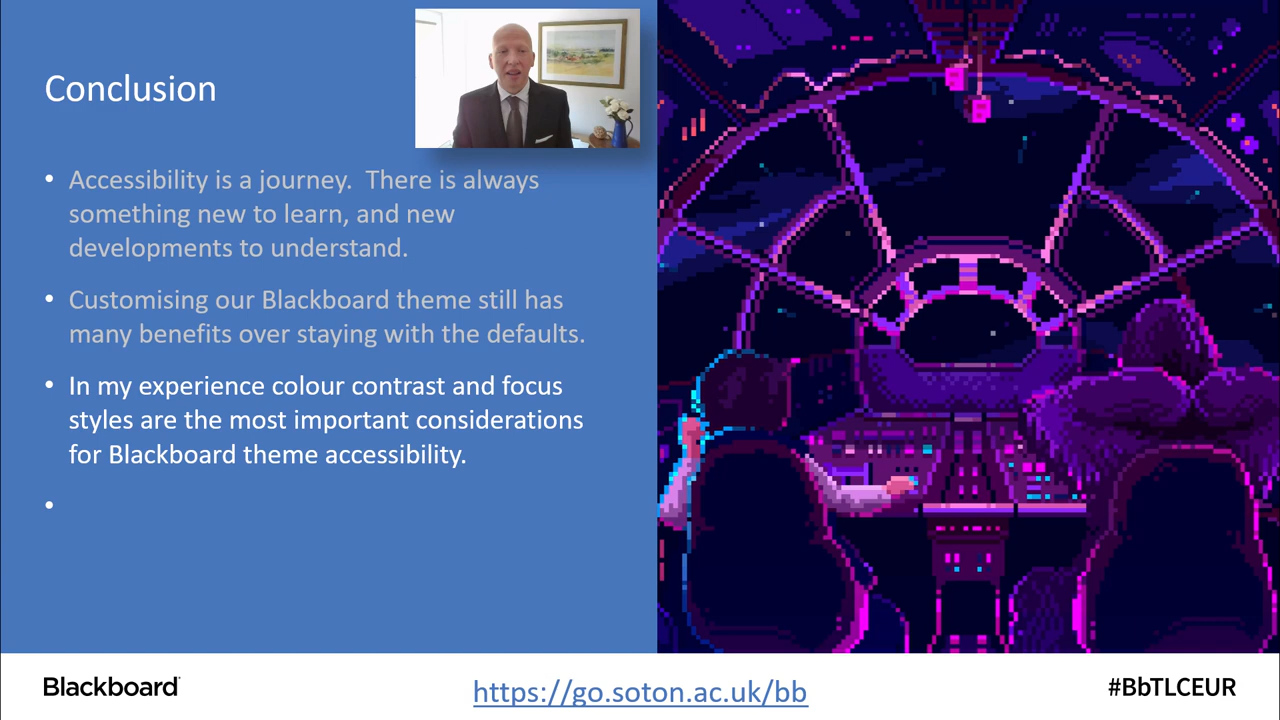 Conclusion
• Accessibility is a journey.  There is always
something new to learn, and new
developments to understand.
• Customising our Blackboard theme still has
many benefits over staying with the defaults.
• In my experience colour contrast and focus
styles are the most important considerations
for Blackboard theme accessibility.
•
Blackboard
https://go.soton.ac.uk/bb
#BbTLCEUR